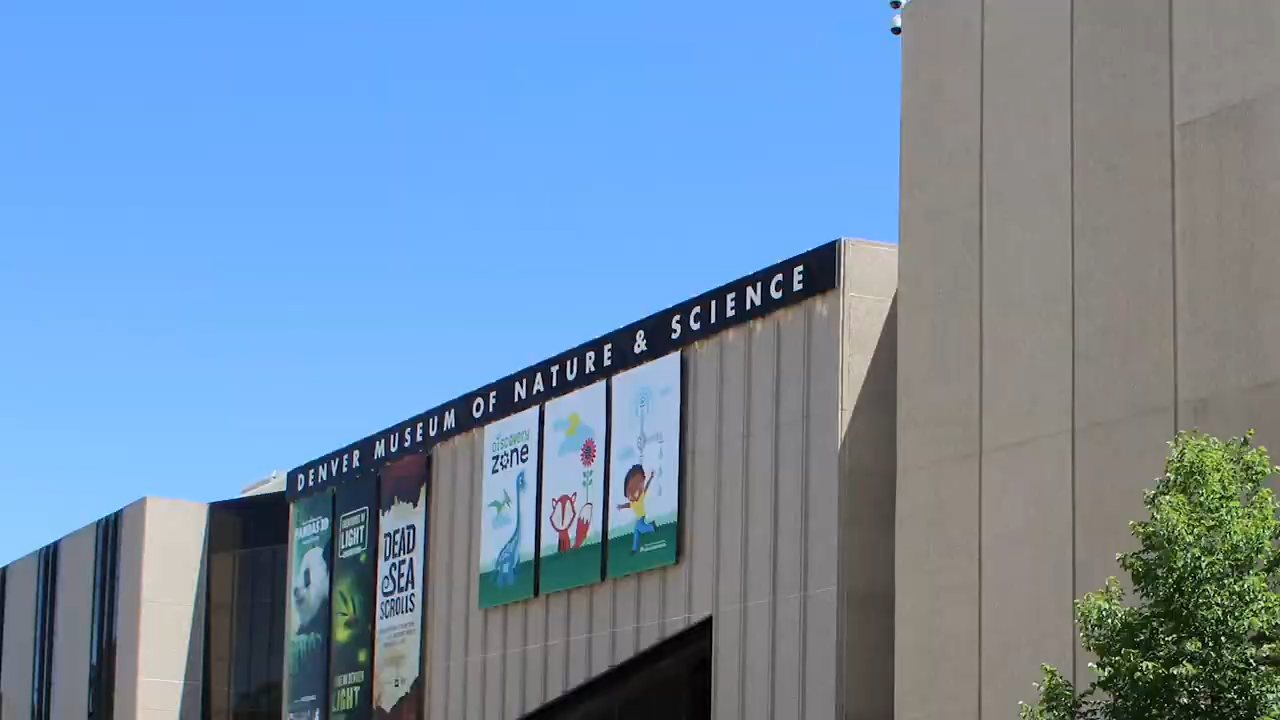 DENVER MUSEUM OF NATURE & SCIENCE
PANDAS 3D
LIGHT
LIGHT
DEAD
SEA
SCROLLS
DISCOVERY
ZONE